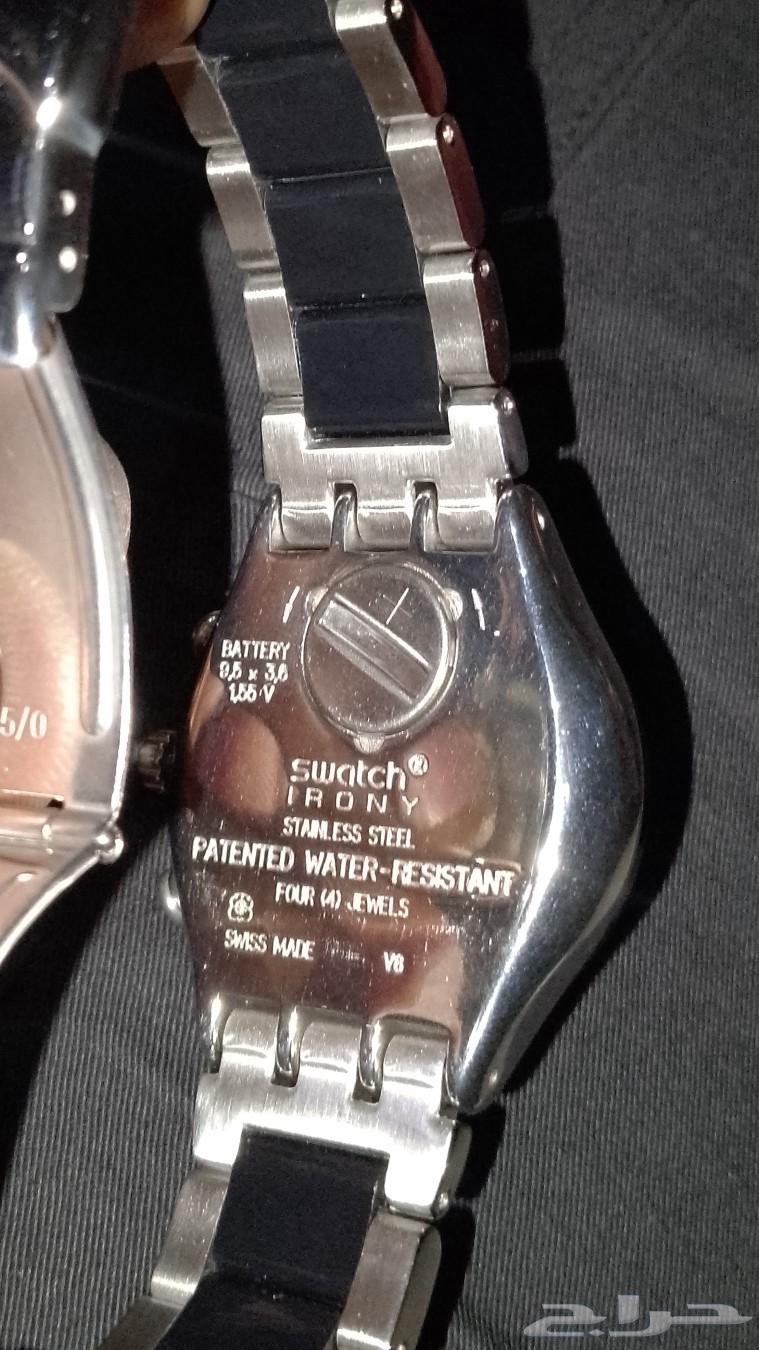 BATTERY
9,5 x 3,6
1,55 V
swatch®
IRONY
STAINLESS STEEL
PATENTED WATER-RESISTANT
FOUR (4) JEWELS
SWISS MADE V8
5/0
حراج